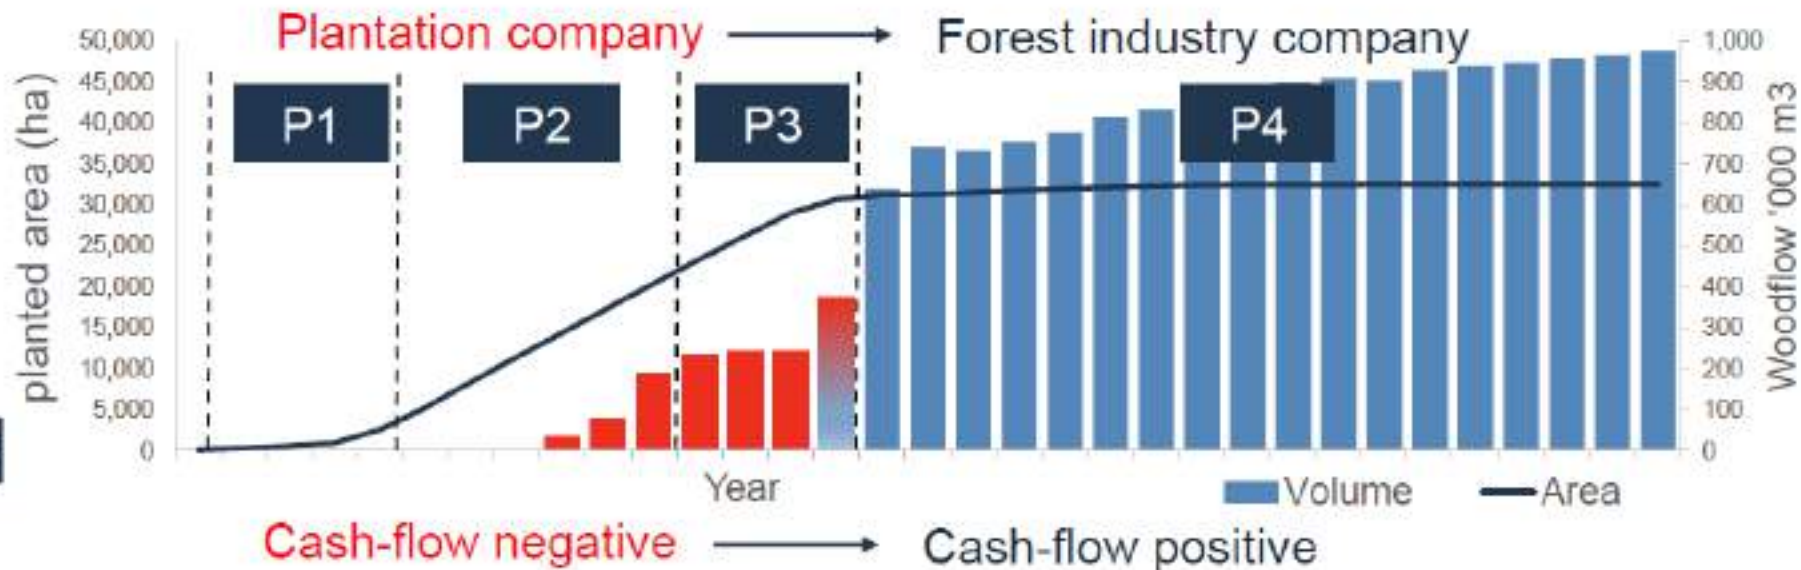 Plantation company
Forest industry company
planted area (ha)
50,000
45,000
40,000
35,000
30,000
25,000
20,000
15,000
10,000
5,000
0
P1
P2
P3
P4
1,000
900
800
700
600
500
400
300
200
100
0
Woodflow '000 m3
Year
Volume
Area
Cash-flow negative
Cash-flow positive